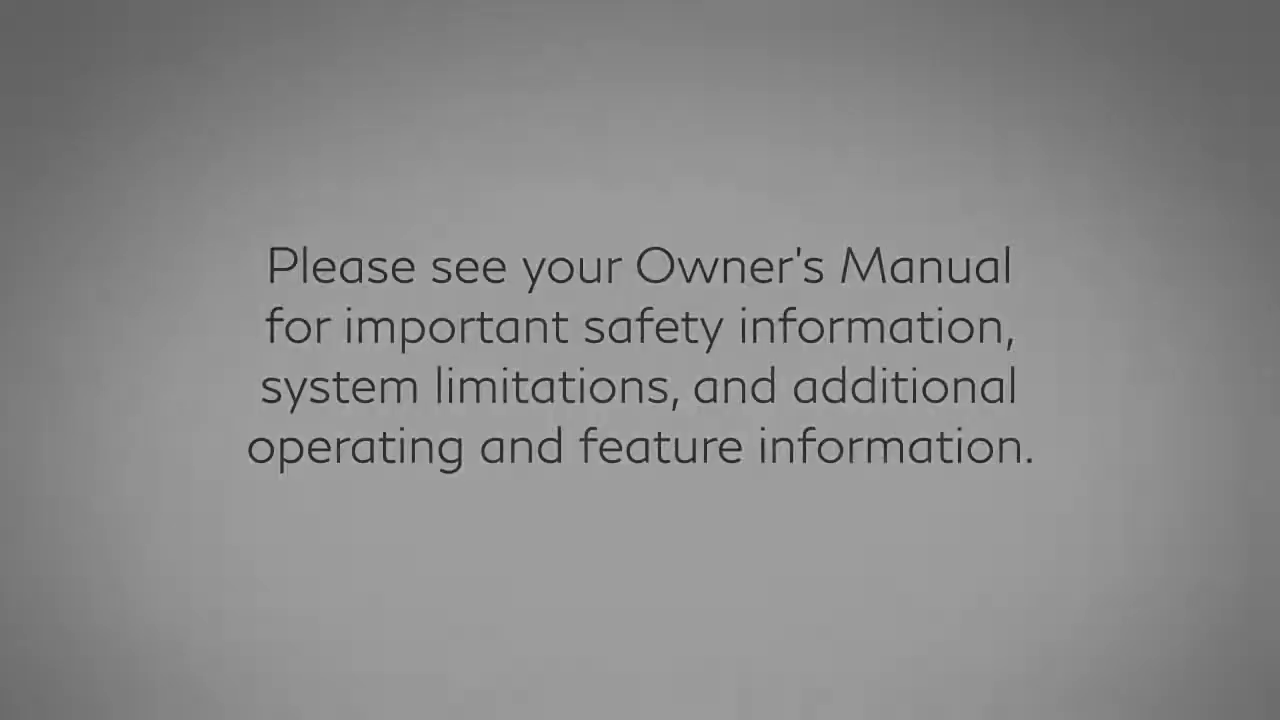 Please see your Owner's Manual
for important safety information,
system limitations, and additional
operating and feature information.